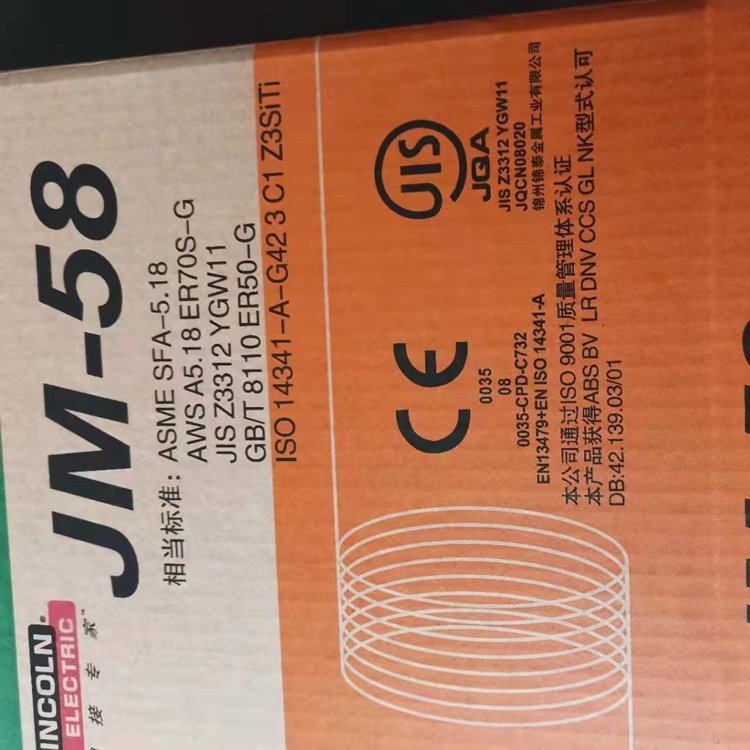 LINCOLN
ELECTRIC
接专家™
JM-58
相当标准：ASME SFA-5.18
AWS A5.18 ER70S-G
JIS Z3312 YGW11
GB/T 8110 ER50-G
ISO 14341-A-G42 3 C1 Z3SiTi
CE
0035
08
0035-CPD-C732
EN13479+EN ISO 14341-A
JIS
JQA
JIS Z3312 YGW11
JQCN08020
锦州锦泰金属工业有限公司
本公司通过ISO 9001质量管理体系认证
本产品获得ABS BV LR DNV CCS GL NK型式认可
DB:42.139.03/01